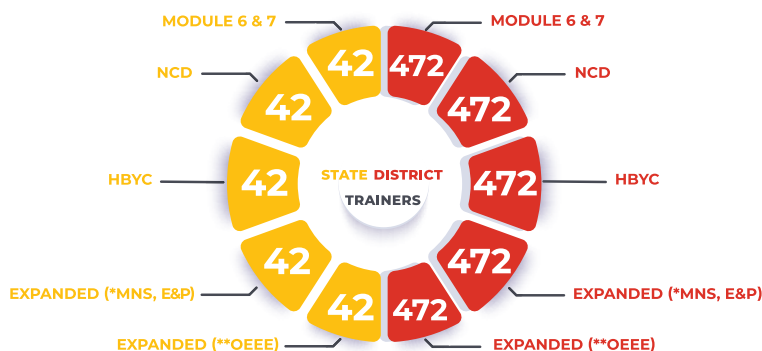 MODULE 6 & 7
42
472
MODULE 6 & 7
NCD
42
472
NCD
HBYC
42
STATE DISTRICT
TRAINERS
472
HBYC
EXPANDED (*MNS, E&P)
42
472
EXPANDED (*MNS, E&P)
EXPANDED (**OEEE)
42
472
EXPANDED (**OEEE)